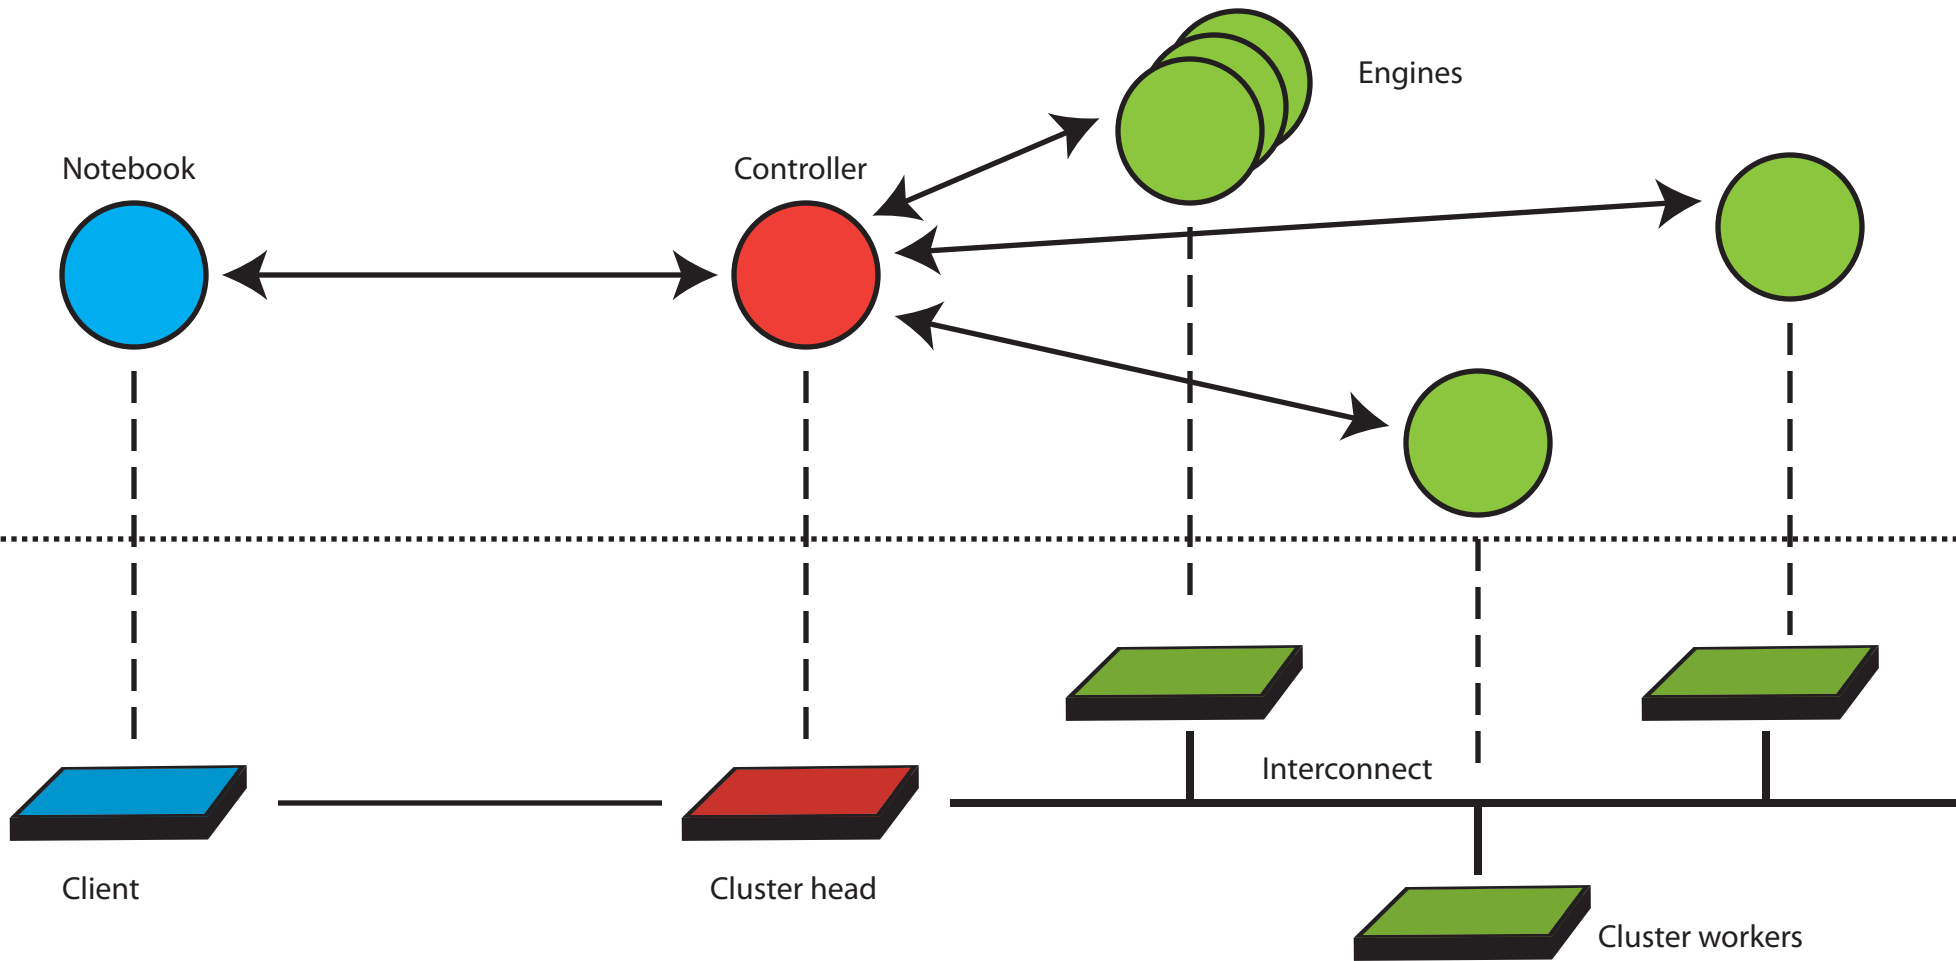 Engines
Notebook
Controller
Interconnect
Client
Cluster head
Cluster workers